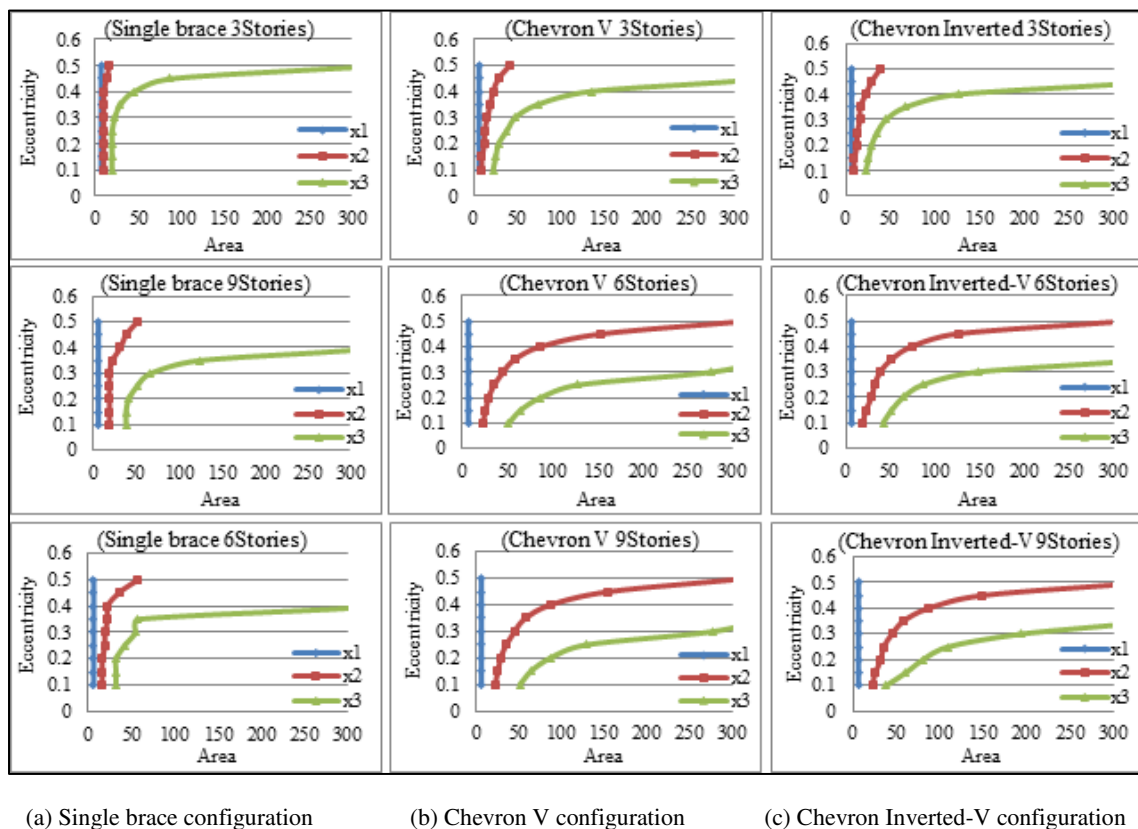 (Single brace 3Stories)
0.6
0.5
0.4
0.3
0.2
0.1
0
Eccentricity
x1
x2
x3
0 50 100 150 200 250 300
Area
(Chevron V 3Stories)
0.6
0.5
0.4
0.3
0.2
0.1
0
Eccentricity
x1
x2
x3
0 50 100 150 200 250 300
Area
(Chevron Inverted 3Stories)
0.6
0.5
0.4
0.3
0.2
0.1
0
Eccentricity
x1
x2
x3
0 50 100 150 200 250 300
Area
(Single brace 9Stories)
0.6
0.5
0.4
0.3
0.2
0.1
0
Eccentricity
x1
x2
x3
0 50 100 150 200 250 300
Area
(Chevron V 6Stories)
0.6
0.5
0.4
0.3
0.2
0.1
0
Eccentricity
x1
x2
x3
0 50 100 150 200 250 300
Area
(Chevron Inverted-V 6Stories)
0.6
0.5
0.4
0.3
0.2
0.1
0
Eccentricity
x1
x2
x3
0 50 100 150 200 250 300
Area
(Single brace 6Stories)
0.6
0.5
0.4
0.3
0.2
0.1
0
Eccentricity
x1
x2
x3
0 50 100 150 200 250 300
Area
(Chevron V 9Stories)
0.6
0.5
0.4
0.3
0.2
0.1
0
Eccentricity
x1
x2
x3
0 50 100 150 200 250 300
Area
(Chevron Inverted-V 9Stories)
0.6
0.5
0.4
0.3
0.2
0.1
0
Eccentricity
x1
x2
x3
0 50 100 150 200 250 300
Area
(a) Single brace configuration (b) Chevron V configuration (c) Chevron Inverted-V configuration